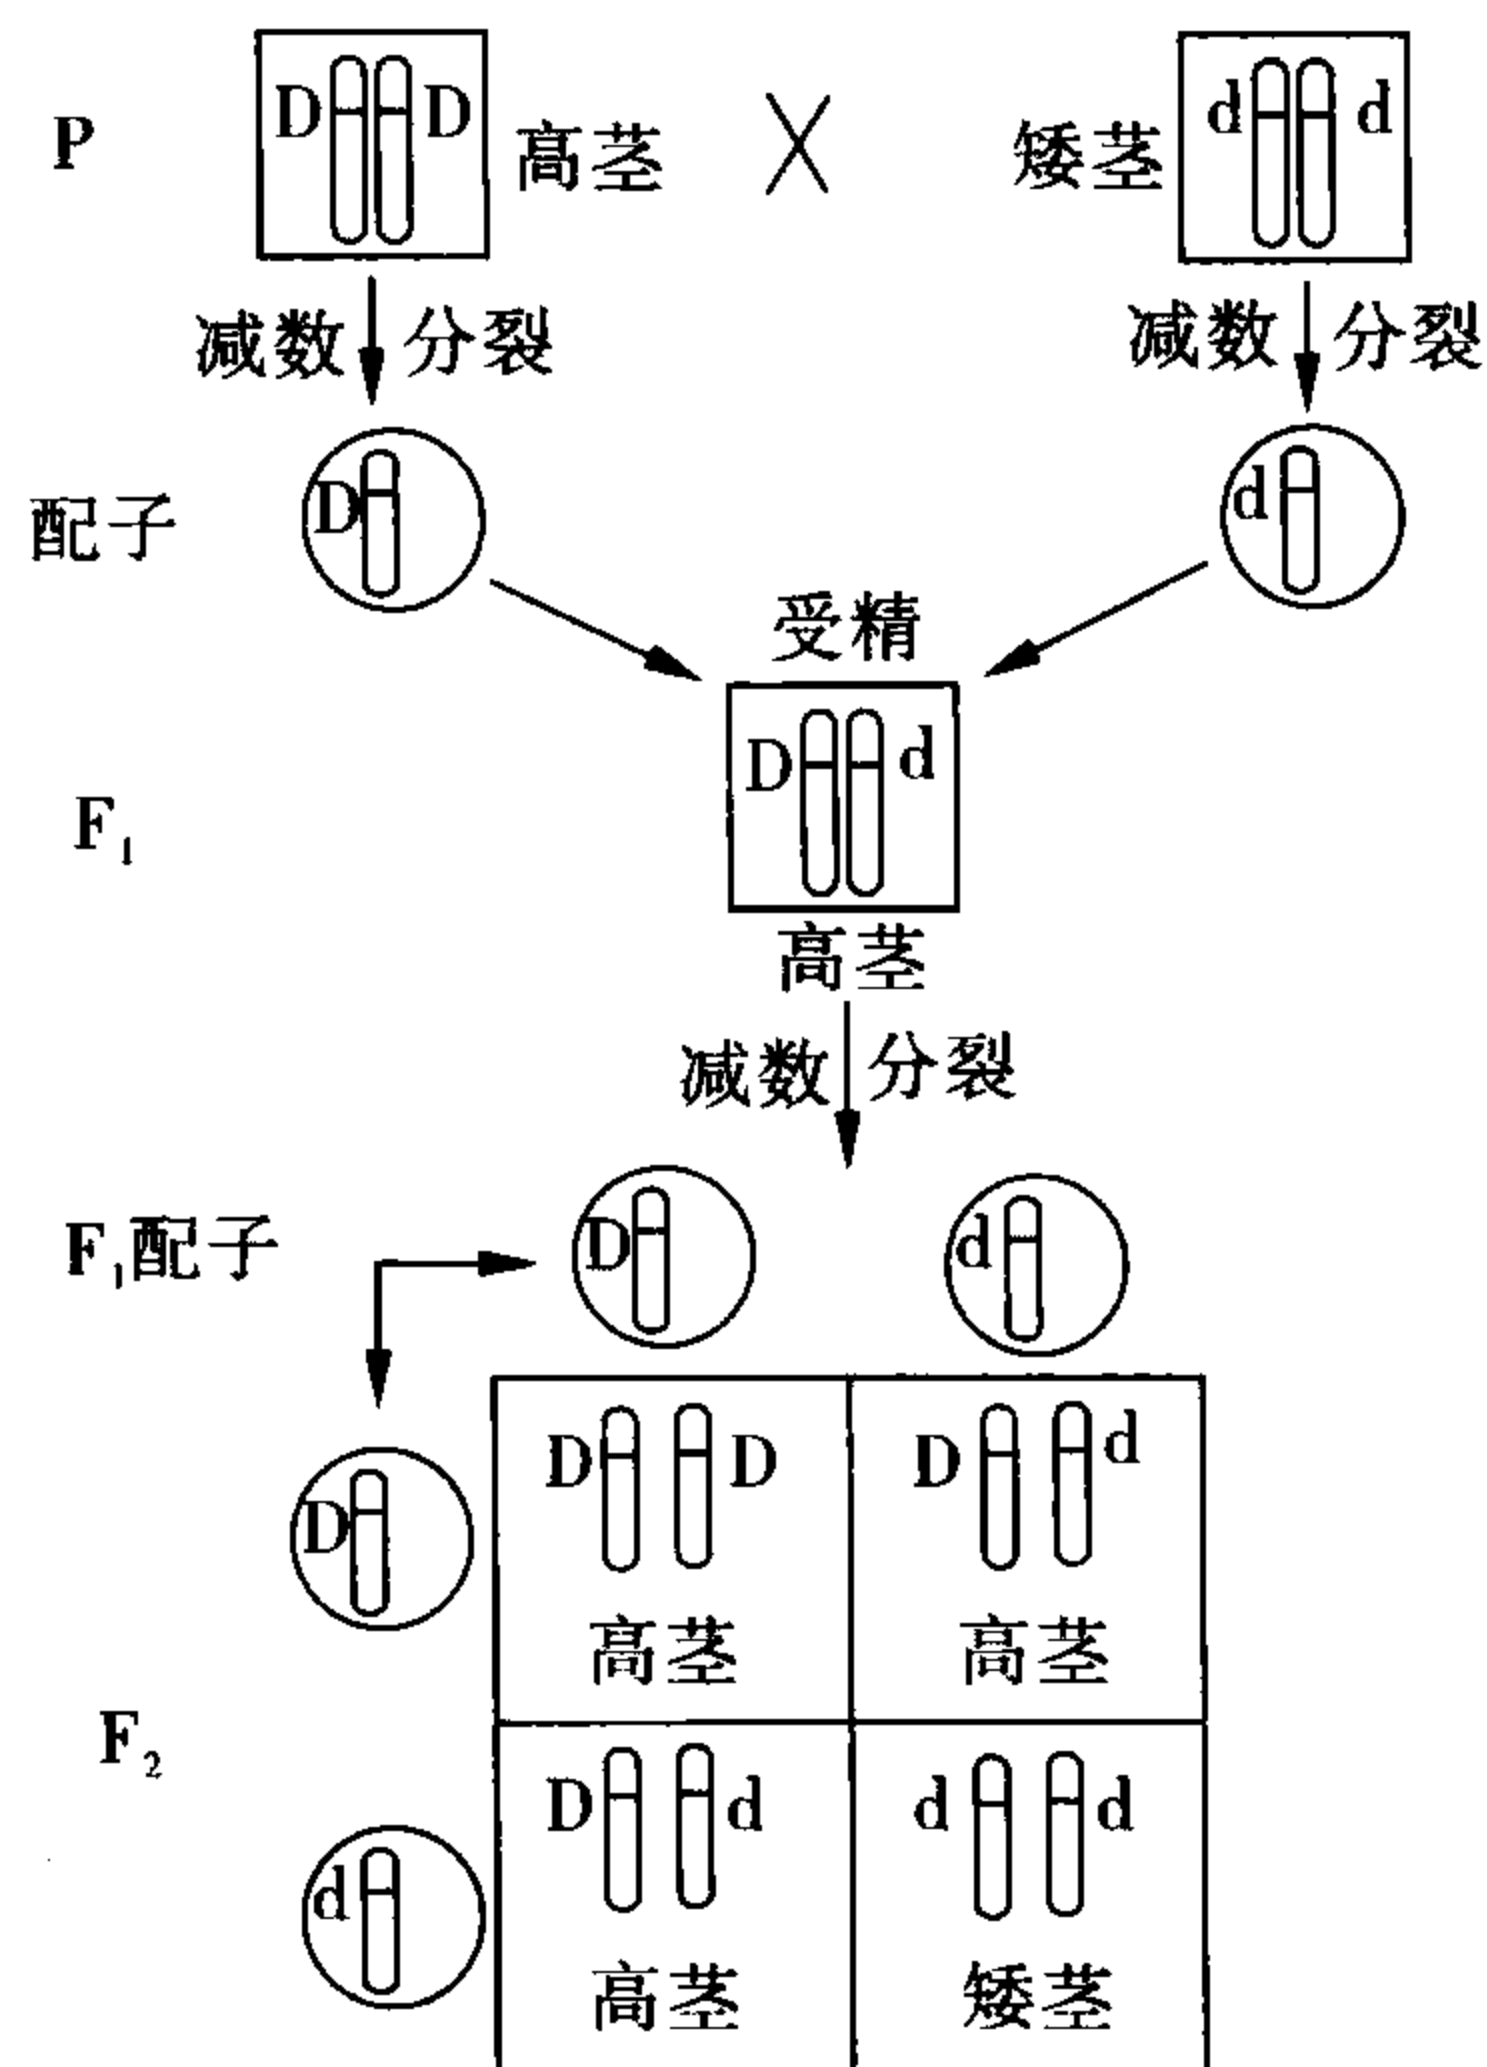 P D D 高茎 × 矮茎 d d
减数 分裂 减数 分裂
配子 D d
受精
F₁ D d
高茎
减数 分裂
F₁配子 D d
D D D D d
高茎 高茎
F₂
d D d d d
高茎 矮茎